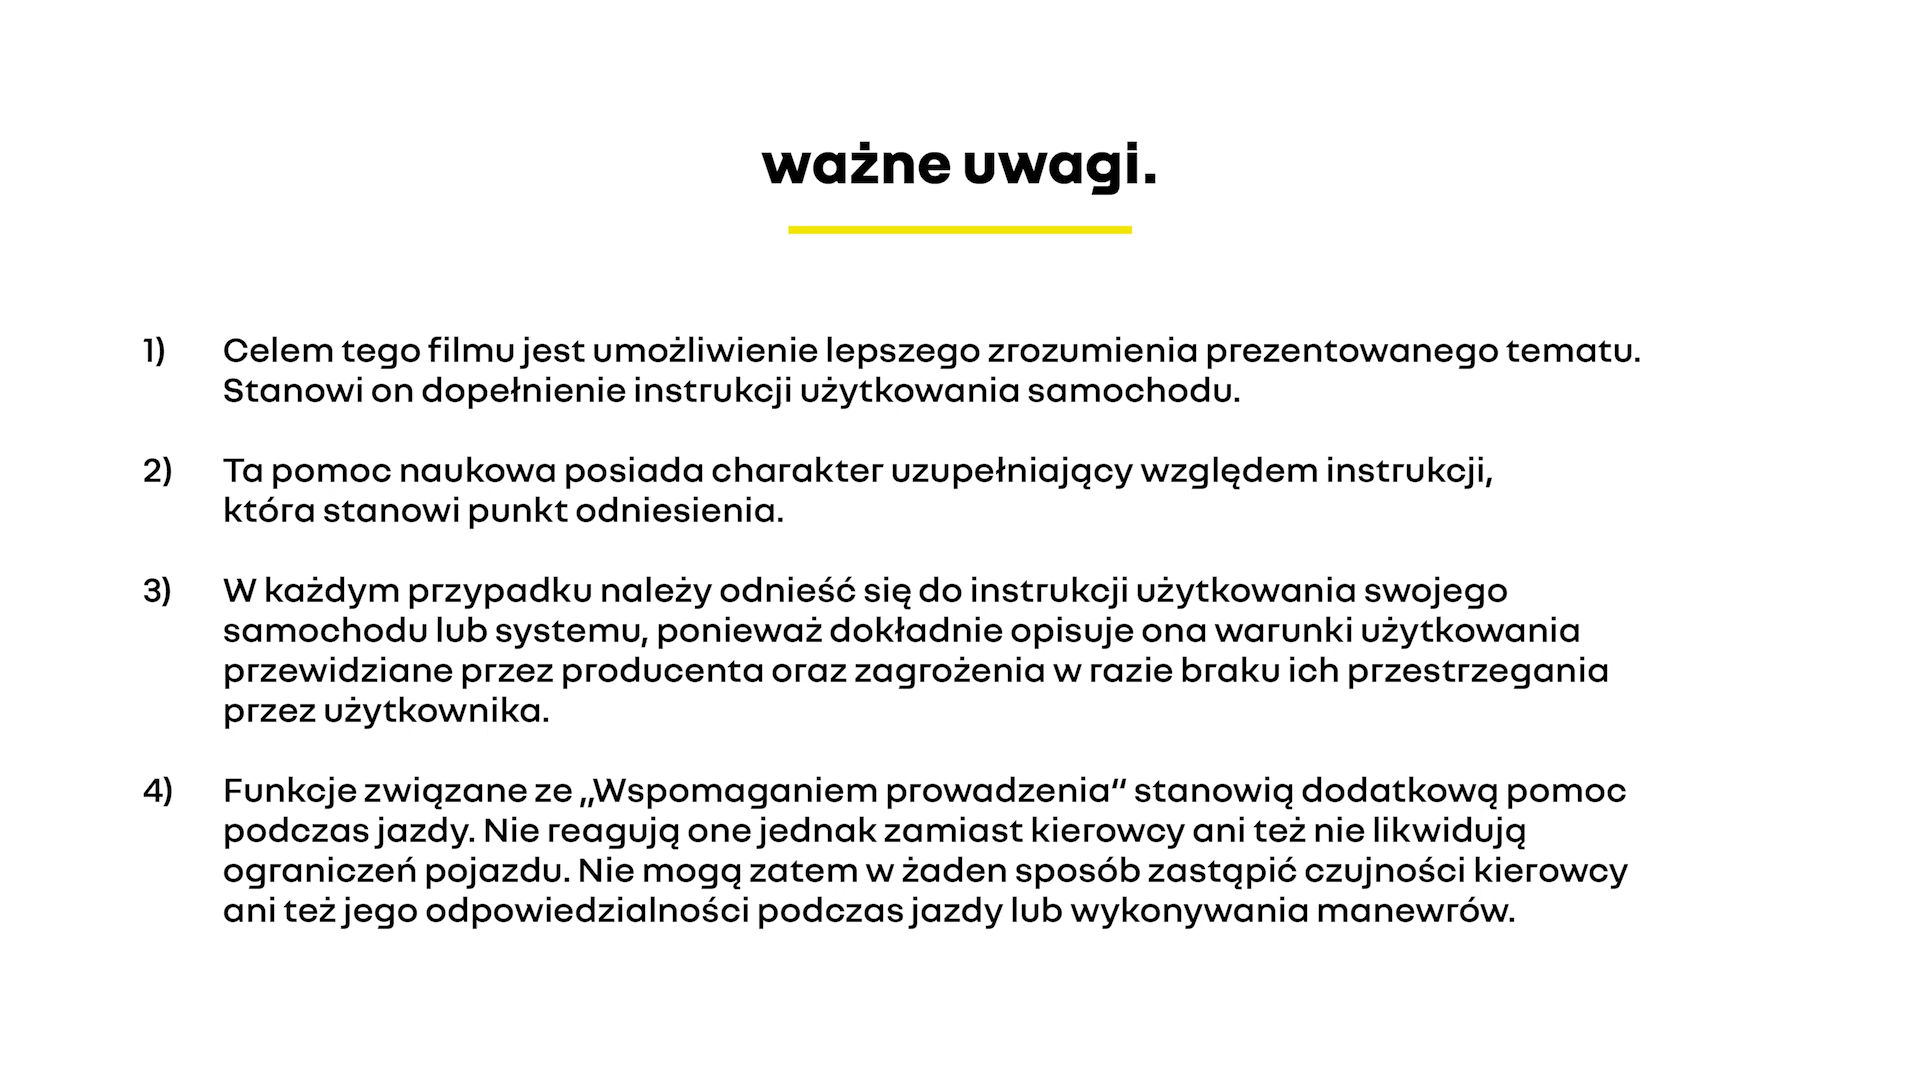 ważne uwagi.
1) Celem tego filmu jest umożliwienie lepszego zrozumienia prezentowanego tematu.
Stanowi on dopełnienie instrukcji użytkowania samochodu.
2) Ta pomoc naukowa posiada charakter uzupełniający względem instrukcji,
która stanowi punkt odniesienia.
3) W każdym przypadku należy odnieść się do instrukcji użytkowania swojego
samochodu lub systemu, ponieważ dokładnie opisuje ona warunki użytkowania
przewidziane przez producenta oraz zagrożenia w razie braku ich przestrzegania
przez użytkownika.
4) Funkcje związane ze „Wspomaganiem prowadzenia“ stanowią dodatkową pomoc
podczas jazdy. Nie reagują one jednak zamiast kierowcy ani też nie likwidują
ograniczeń pojazdu. Nie mogą zatem w żaden sposób zastąpić czujności kierowcy
ani też jego odpowiedzialności podczas jazdy lub wykonywania manewrów.